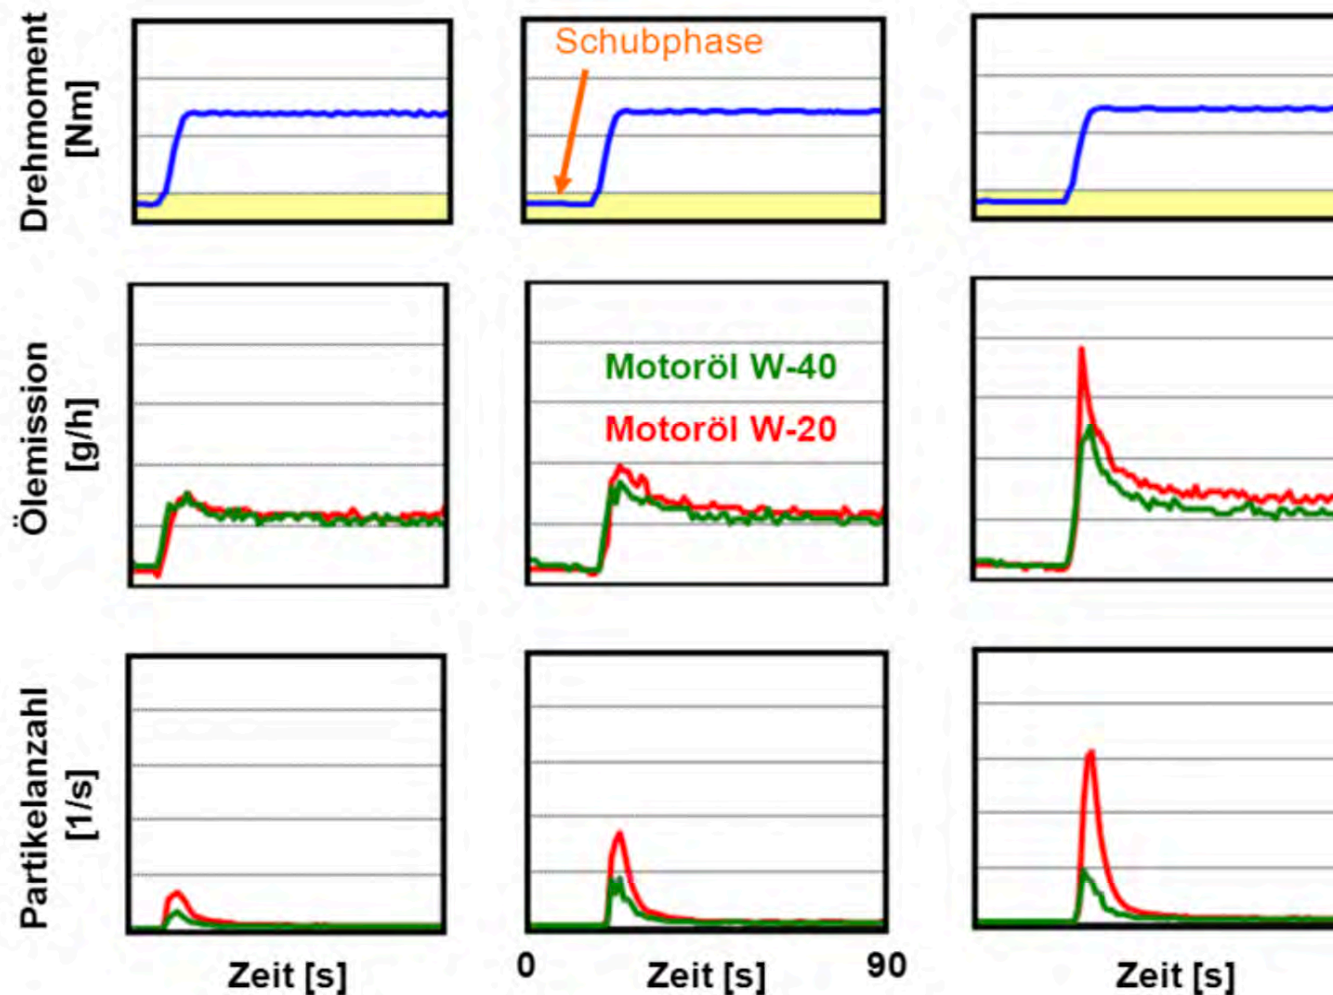 Drehmoment
[Nm]
Schubphase
Ölemission
[g/h]
Motoröl W-40
Motoröl W-20
Partikelanzahl
[1/s]
Zeit [s]
0
Zeit [s]
90
Zeit [s]